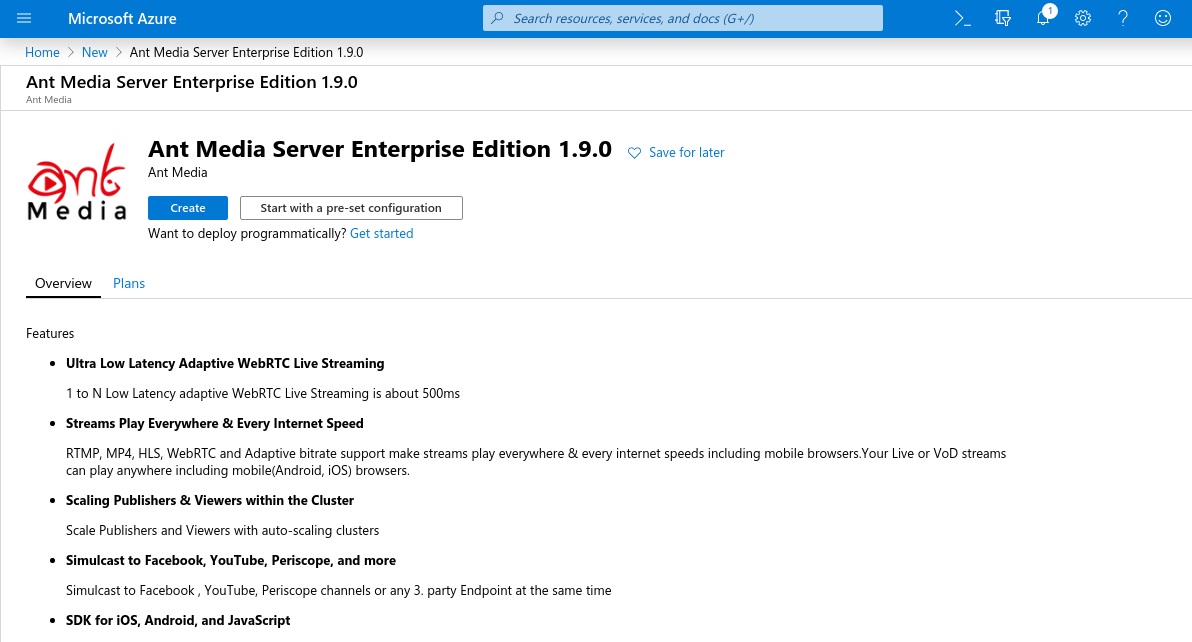 Microsoft Azure
Search resources, services, and docs (G+/)
1
Home > New > Ant Media Server Enterprise Edition 1.9.0
Ant Media Server Enterprise Edition 1.9.0
Ant Media
ant
Media
Ant Media Server Enterprise Edition 1.9.0
Save for later
Ant Media
Create
Start with a pre-set configuration
Want to deploy programmatically? Get started
Overview
Plans
Features
• Ultra Low Latency Adaptive WebRTC Live Streaming
1 to N Low Latency adaptive WebRTC Live Streaming is about 500ms
• Streams Play Everywhere & Every Internet Speed
RTMP, MP4, HLS, WebRTC and Adaptive bitrate support make streams play everywhere & every internet speeds including mobile browsers.Your Live or VoD streams
can play anywhere including mobile(Android, iOS) browsers.
• Scaling Publishers & Viewers within the Cluster
Scale Publishers and Viewers with auto-scaling clusters
• Simulcast to Facebook, YouTube, Periscope, and more
Simulcast to Facebook , YouTube, Periscope channels or any 3. party Endpoint at the same time
• SDK for iOS, Android, and JavaScript